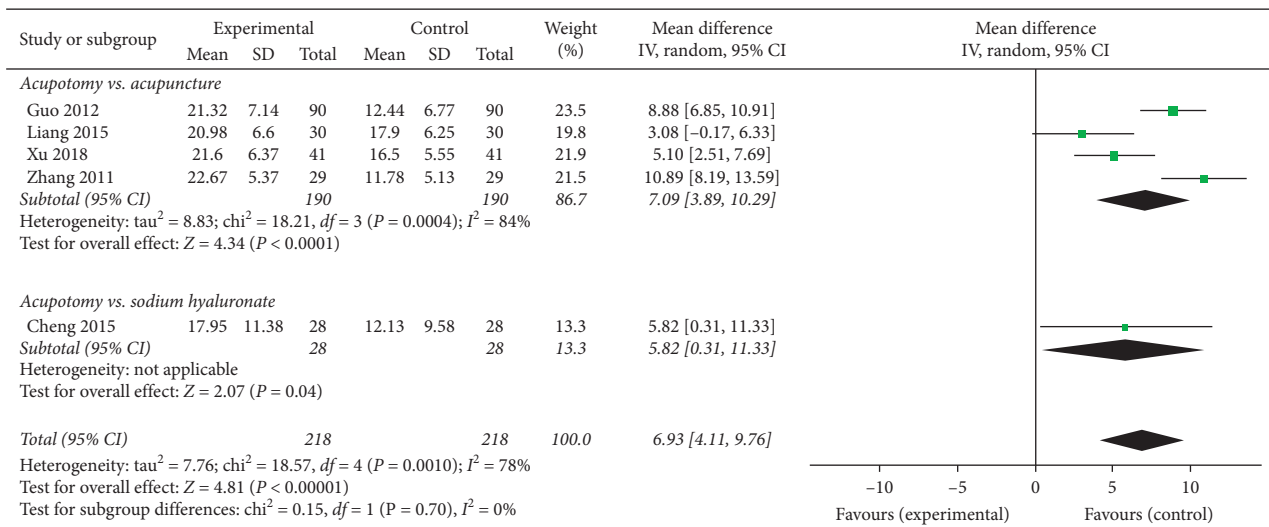 Study or subgroup Experimental Control Weight (%) Mean difference IV, random, 95% CI Mean difference IV, random, 95% CI
Mean SD Total Mean SD Total
Acupotomy vs. acupuncture
Guo 2012 21.32 7.14 90 12.44 6.77 90 23.5 8.88 [6.85, 10.91]
Liang 2015 20.98 6.6 30 17.9 6.25 30 19.8 3.08 [–0.17, 6.33]
Xu 2018 21.6 6.37 41 16.5 5.55 41 21.9 5.10 [2.51, 7.69]
Zhang 2011 22.67 5.37 29 11.78 5.13 29 21.5 10.89 [8.19, 13.59]
Subtotal (95% CI) 190 190 86.7 7.09 [3.89, 10.29]
Heterogeneity: tau² = 8.83; chi² = 18.21, df = 3 (P = 0.0004); I² = 84%
Test for overall effect: Z = 4.34 (P < 0.0001)
Acupotomy vs. sodium hyaluronate
Cheng 2015 17.95 11.38 28 12.13 9.58 28 13.3 5.82 [0.31, 11.33]
Subtotal (95% CI) 28 28 13.3 5.82 [0.31, 11.33]
Heterogeneity: not applicable
Test for overall effect: Z = 2.07 (P = 0.04)
Total (95% CI) 218 218 100.0 6.93 [4.11, 9.76]
Heterogeneity: tau² = 7.76; chi² = 18.57, df = 4 (P = 0.0010); I² = 78%
Test for overall effect: Z = 4.81 (P < 0.00001)
Test for subgroup differences: chi² = 0.15, df = 1 (P = 0.70), I² = 0%
–10 –5 0 5 10
Favours (experimental) Favours (control)